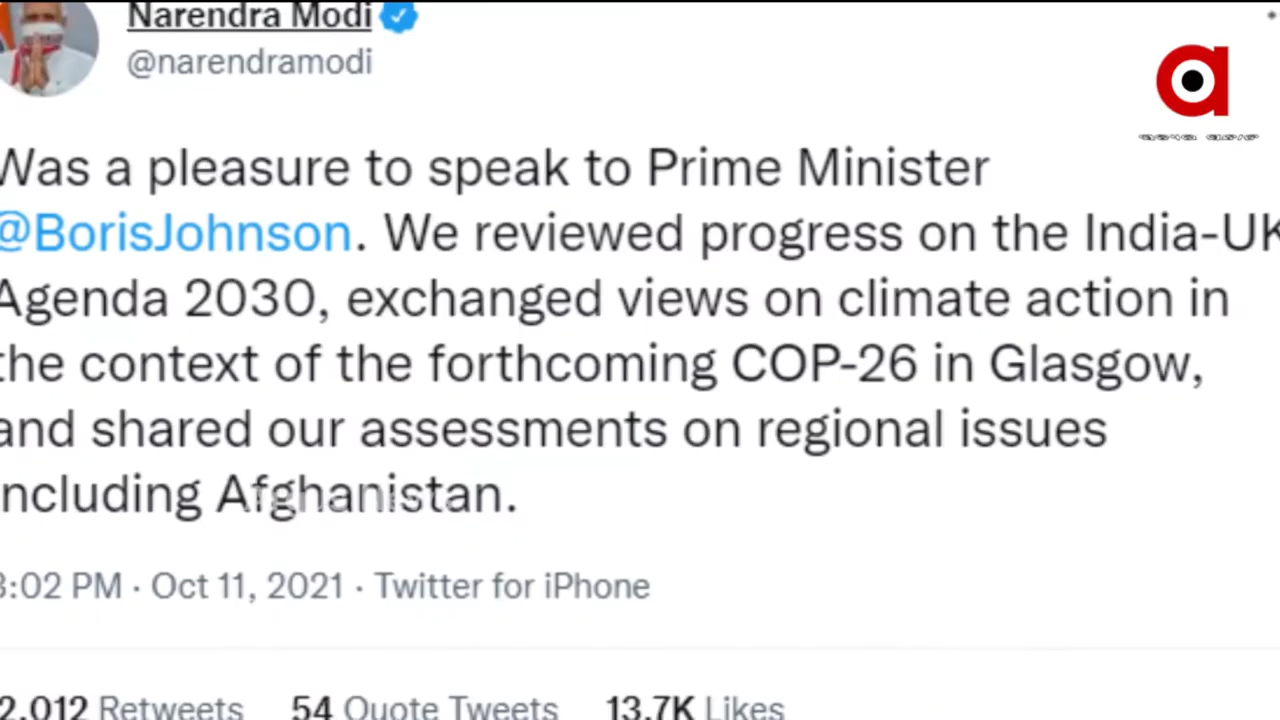 Narendra Modi
@narendramodi
Was a pleasure to speak to Prime Minister
@BorisJohnson. We reviewed progress on the India-UK
Agenda 2030, exchanged views on climate action in
the context of the forthcoming COP-26 in Glasgow,
and shared our assessments on regional issues
including Afghanistan.
3:02 PM · Oct 11, 2021 · Twitter for iPhone
2,012 Retweets 54 Quote Tweets 13.7K Likes